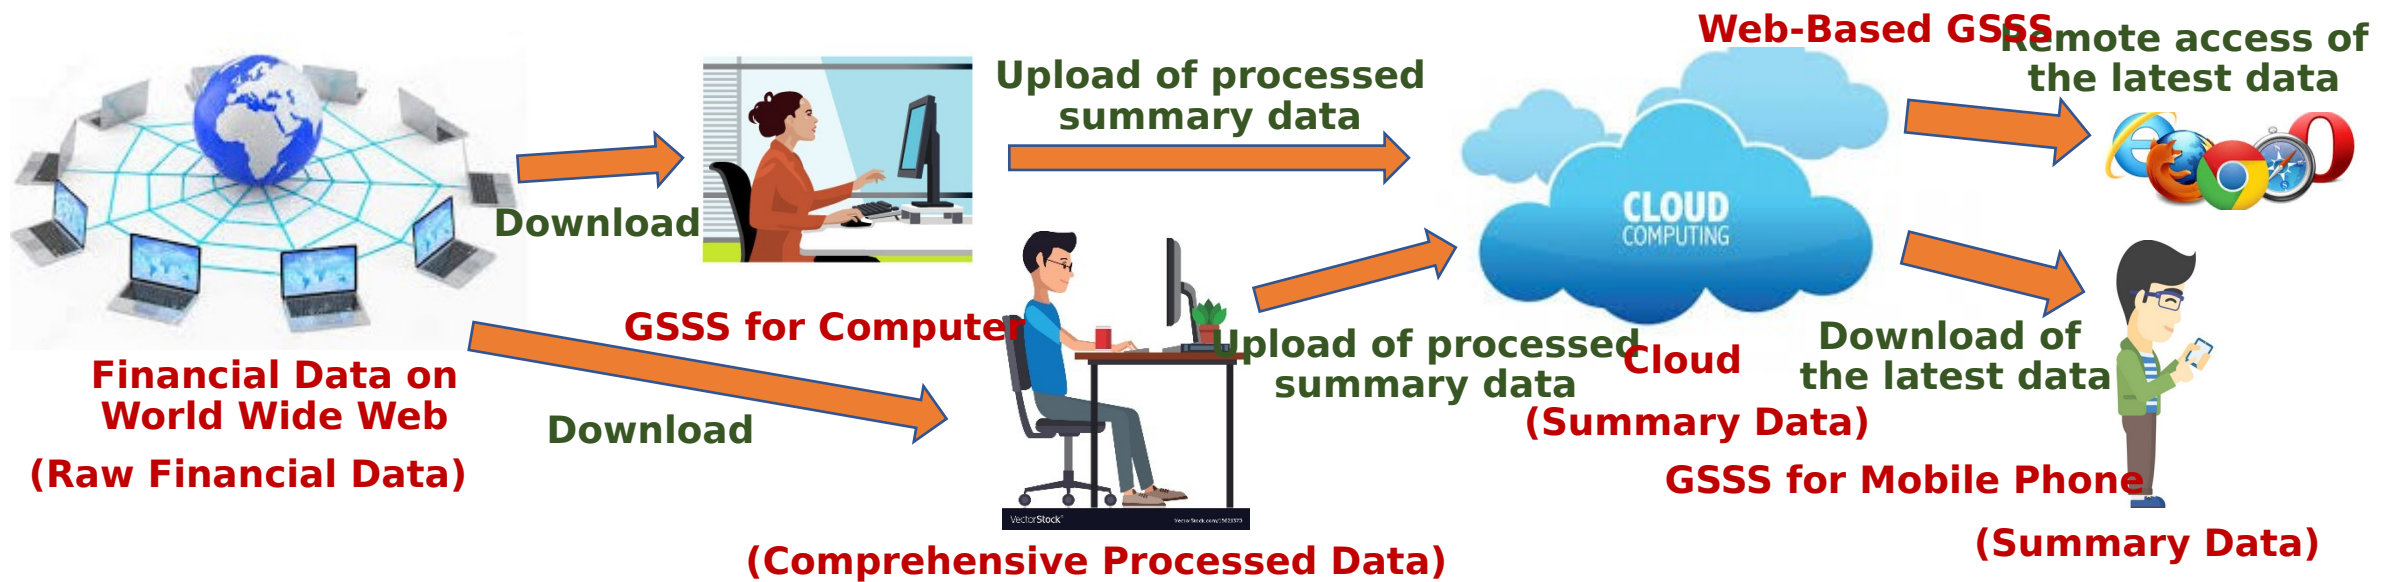 Web-Based GSSS
Remote access of
the latest data
Upload of processed
summary data
Download
CLOUD
COMPUTING
GSSS for Computer
Upload of processed
summary data
Cloud
(Summary Data)
Download of
the latest data
Financial Data on
World Wide Web
(Raw Financial Data)
Download
GSSS for Mobile Phone
(Summary Data)
VectorStock
(Comprehensive Processed Data)